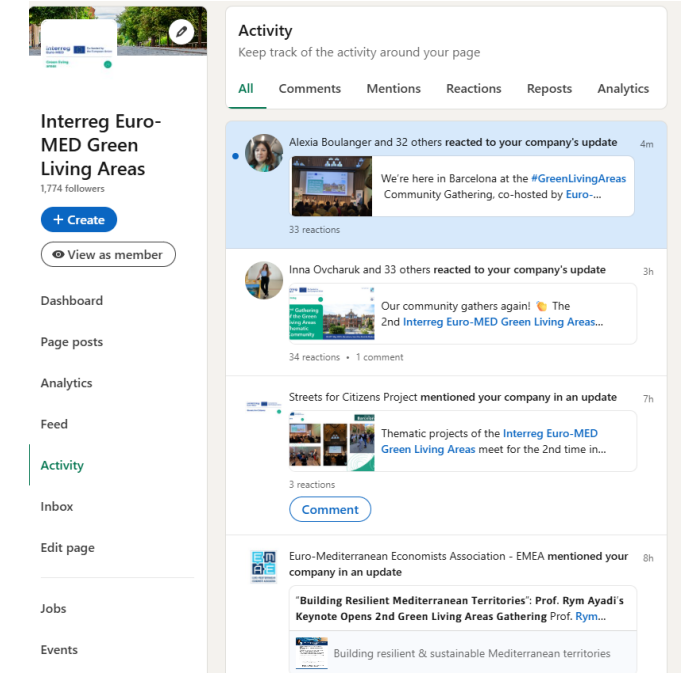 Interreg
Euro-MED
Green living
areas
Interreg Euro-
MED Green
Living Areas
1,774 followers
+ Create
View as member
Dashboard
Page posts
Analytics
Feed
Activity
Inbox
Edit page
Jobs
Events
Activity
Keep track of the activity around your page
All Comments Mentions Reactions Reposts Analytics
Alexia Boulanger and 32 others reacted to your company's update 4m
We're here in Barcelona at the #GreenLivingAreas
Community Gathering, co-hosted by Euro-...
33 reactions
Inna Ovcharuk and 33 others reacted to your company's update 3h
Our community gathers again! 👏 The
2nd Interreg Euro-MED Green Living Areas...
34 reactions • 1 comment
Streets for Citizens Project mentioned your company in an update 7h
Thematic projects of the Interreg Euro-MED
Green Living Areas meet for the 2nd time in...
3 reactions
Comment
Euro-Mediterranean Economists Association - EMEA mentioned your 8h
company in an update
"Building Resilient Mediterranean Territories": Prof. Rym Ayadi's
Keynote Opens 2nd Green Living Areas Gathering Prof. Rym...
Building resilient & sustainable Mediterranean territories